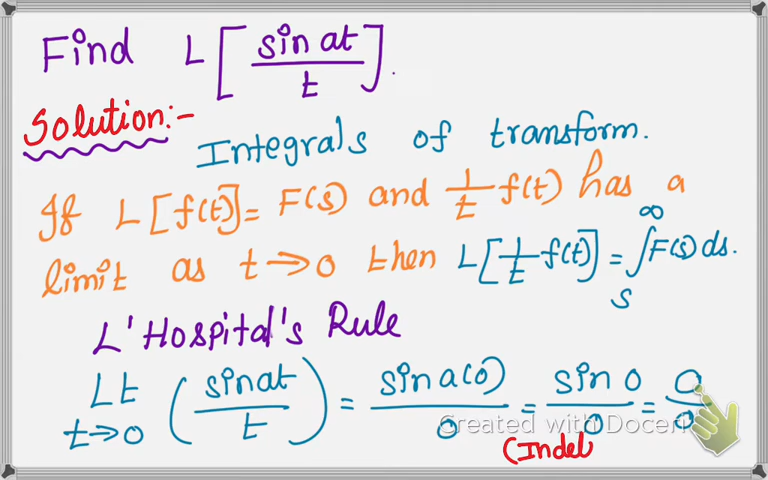 Find L [ sin at / t ].
Solution:-
Integrals of transform.
If L[f(t)] = F(s) and 1/t f(t) has a
limit as t→0 then L[1/t f(t)] = ∫_s^∞ F(s) ds.
L'Hospital's Rule
Lt t→0 ( sin at / t ) = sin a(0) / 0 = sin 0 / 0 = 0/0
Created with Doceri
(Indet